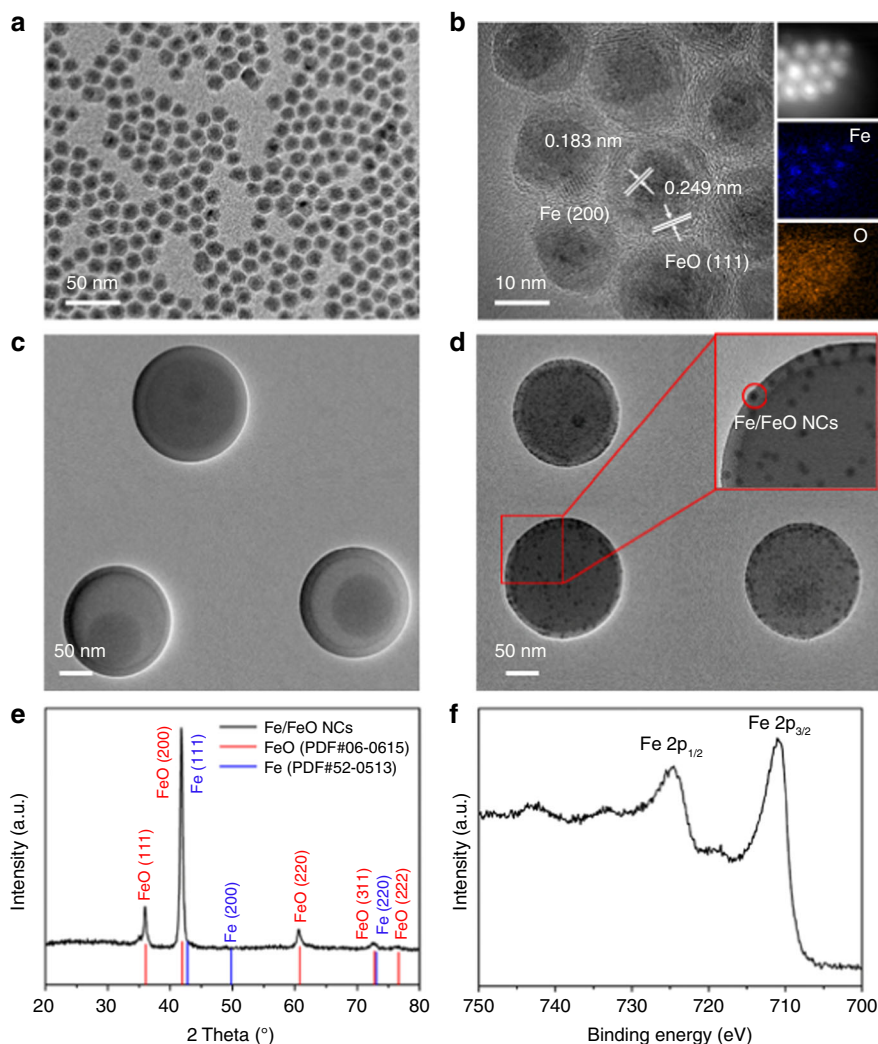 a
50 nm
b
0.183 nm
0.249 nm
Fe (200)
FeO (111)
10 nm
Fe
O
c
50 nm
d
Fe/FeO NCs
50 nm
e
Fe/FeO NCs
FeO (PDF#06-0615)
Fe (PDF#52-0513)
FeO (111)
FeO (200)
Fe (111)
Fe (200)
FeO (220)
FeO (311)
Fe (220)
FeO (222)
Intensity (a.u.)
20 30 40 50 60 70 80
2 Theta (°)
f
Fe 2p1/2
Fe 2p3/2
Intensity (a.u.)
750 740 730 720 710 700
Binding energy (eV)